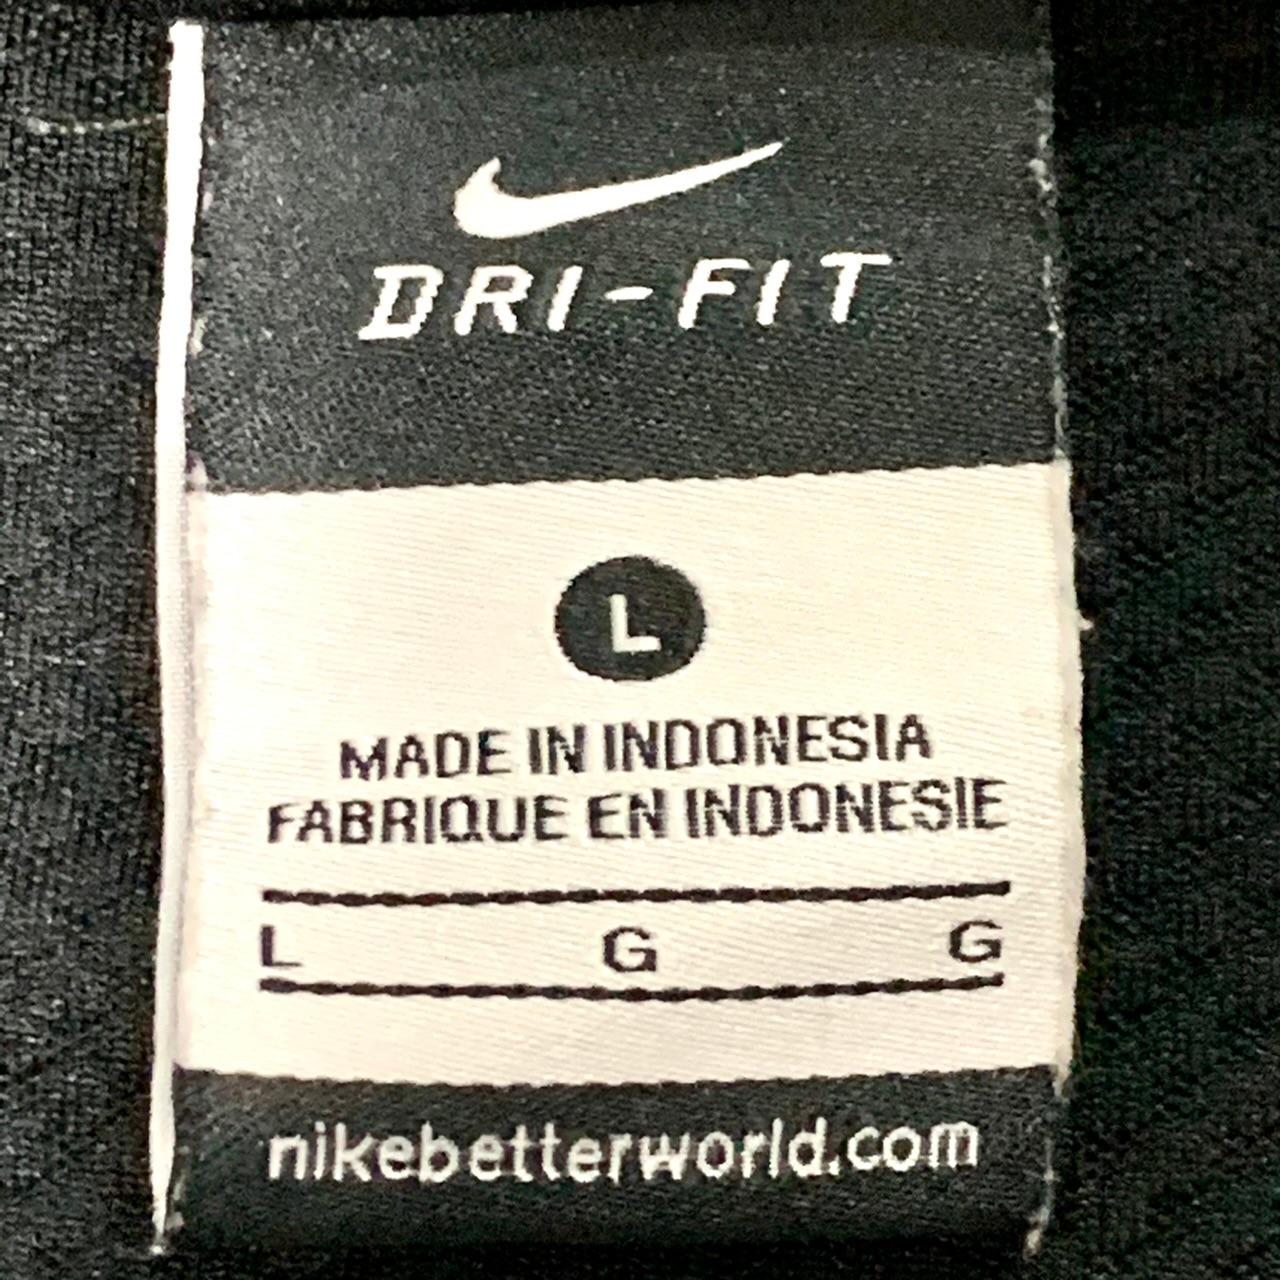 DRI-FIT
L
MADE IN INDONESIA
FABRIQUE EN INDONESIE
L G G
nikebetterworld.com